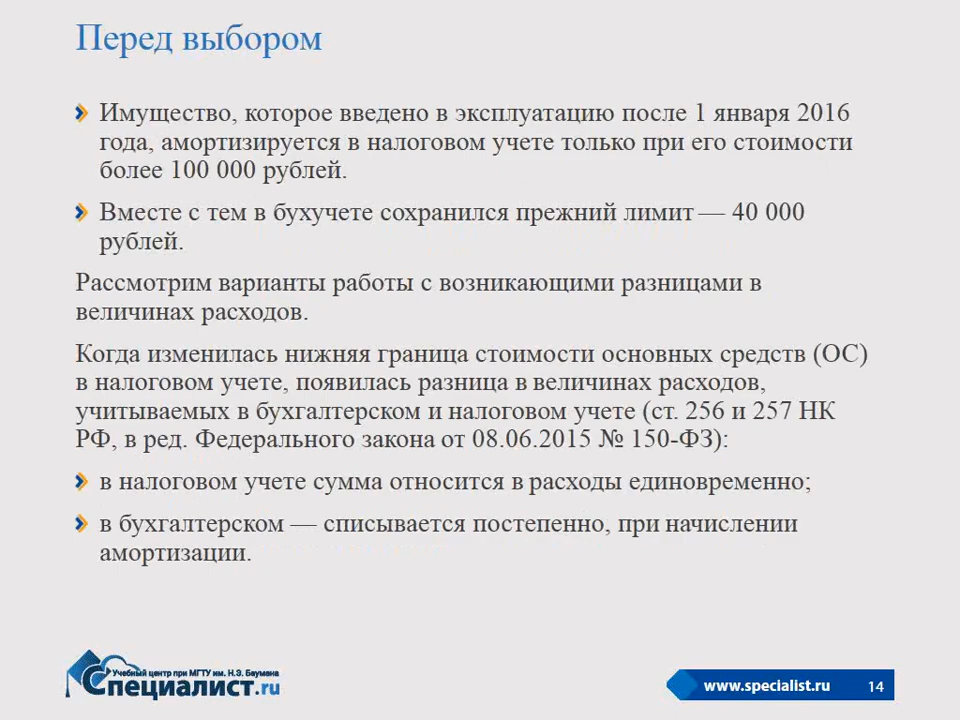 Перед выбором
Имущество, которое введено в эксплуатацию после 1 января 2016
года, амортизируется в налоговом учете только при его стоимости
более 100 000 рублей.
Вместе с тем в бухучете сохранился прежний лимит — 40 000
рублей.
Рассмотрим варианты работы с возникающими разницами в
величинах расходов.
Когда изменилась нижняя граница стоимости основных средств (ОС)
в налоговом учете, появилась разница в величинах расходов,
учитываемых в бухгалтерском и налоговом учете (ст. 256 и 257 НК
РФ, в ред. Федерального закона от 08.06.2015 № 150-ФЗ):
в налоговом учете сумма относится в расходы единовременно;
в бухгалтерском — списывается постепенно, при начислении
амортизации.
Учебный центр при МГТУ им. Н.Э. Баумана
Специалист.ru
www.specialist.ru 14